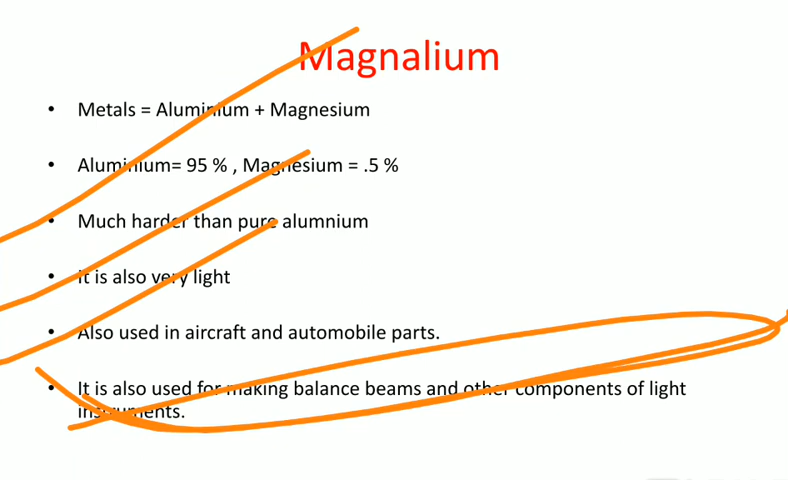 Magnalium
• Metals = Aluminium + Magnesium
• Aluminium= 95 % , Magnesium = .5 %
• Much harder than pure alumnium
• It is also very light
• Also used in aircraft and automobile parts.
• It is also used for making balance beams and other components of light
instruments.